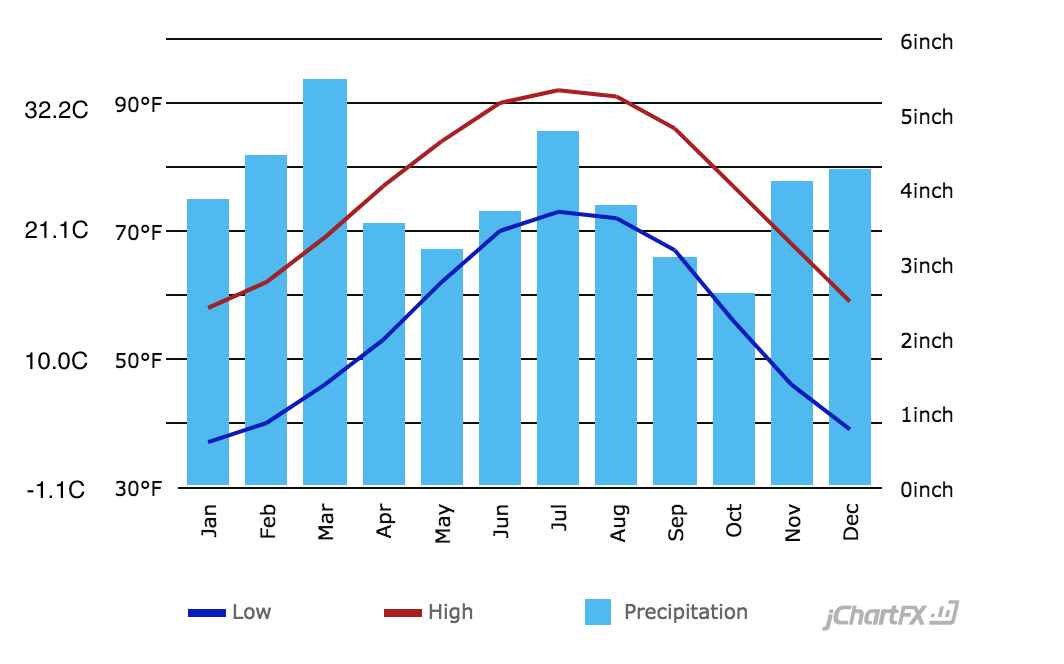 6inch
32.2C 90°F
5inch
4inch
21.1C 70°F
3inch
10.0C 50°F
2inch
1inch
-1.1C 30°F
0inch
Jan Feb Mar Apr May Jun Jul Aug Sep Oct Nov Dec
Low High Precipitation jChartFX